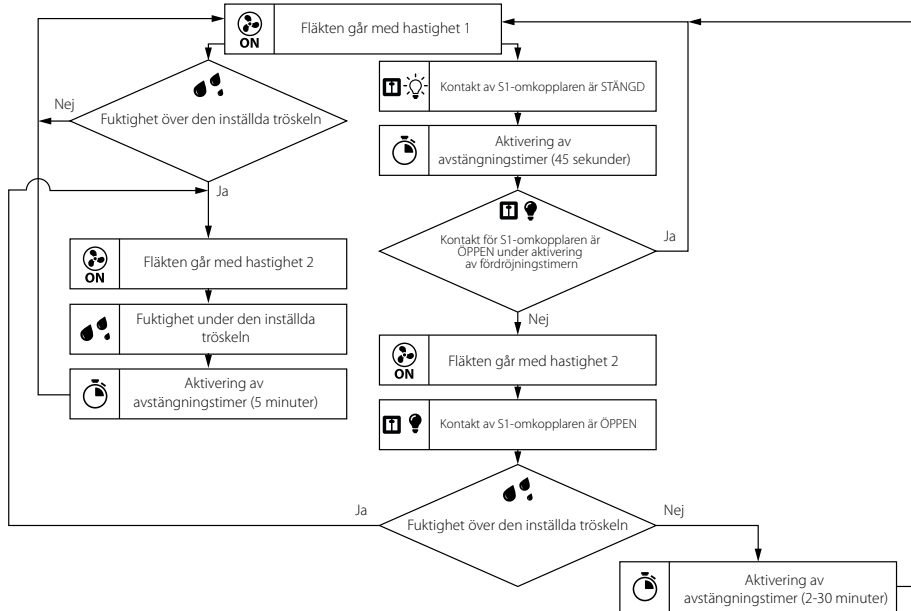 ON
Fläkten går med hastighet 1
Nej
Fuktighet över den inställda tröskeln
Ja
ON
Fläkten går med hastighet 2
Fuktighet under den inställda
tröskeln
Aktivering av
avstängningstimer (5 minuter)
Kontakt av S1-omkopplaren är STÄNGD
Aktivering av
avstängningstimer (45 sekunder)
Kontakt för S1-omkopplaren är
ÖPPEN under aktivering
av fördröjningstimern
Ja
Nej
ON
Fläkten går med hastighet 2
Kontakt av S1-omkopplaren är ÖPPEN
Ja
Fuktighet över den inställda tröskeln
Nej
Aktivering av
avstängningstimer (2-30 minuter)